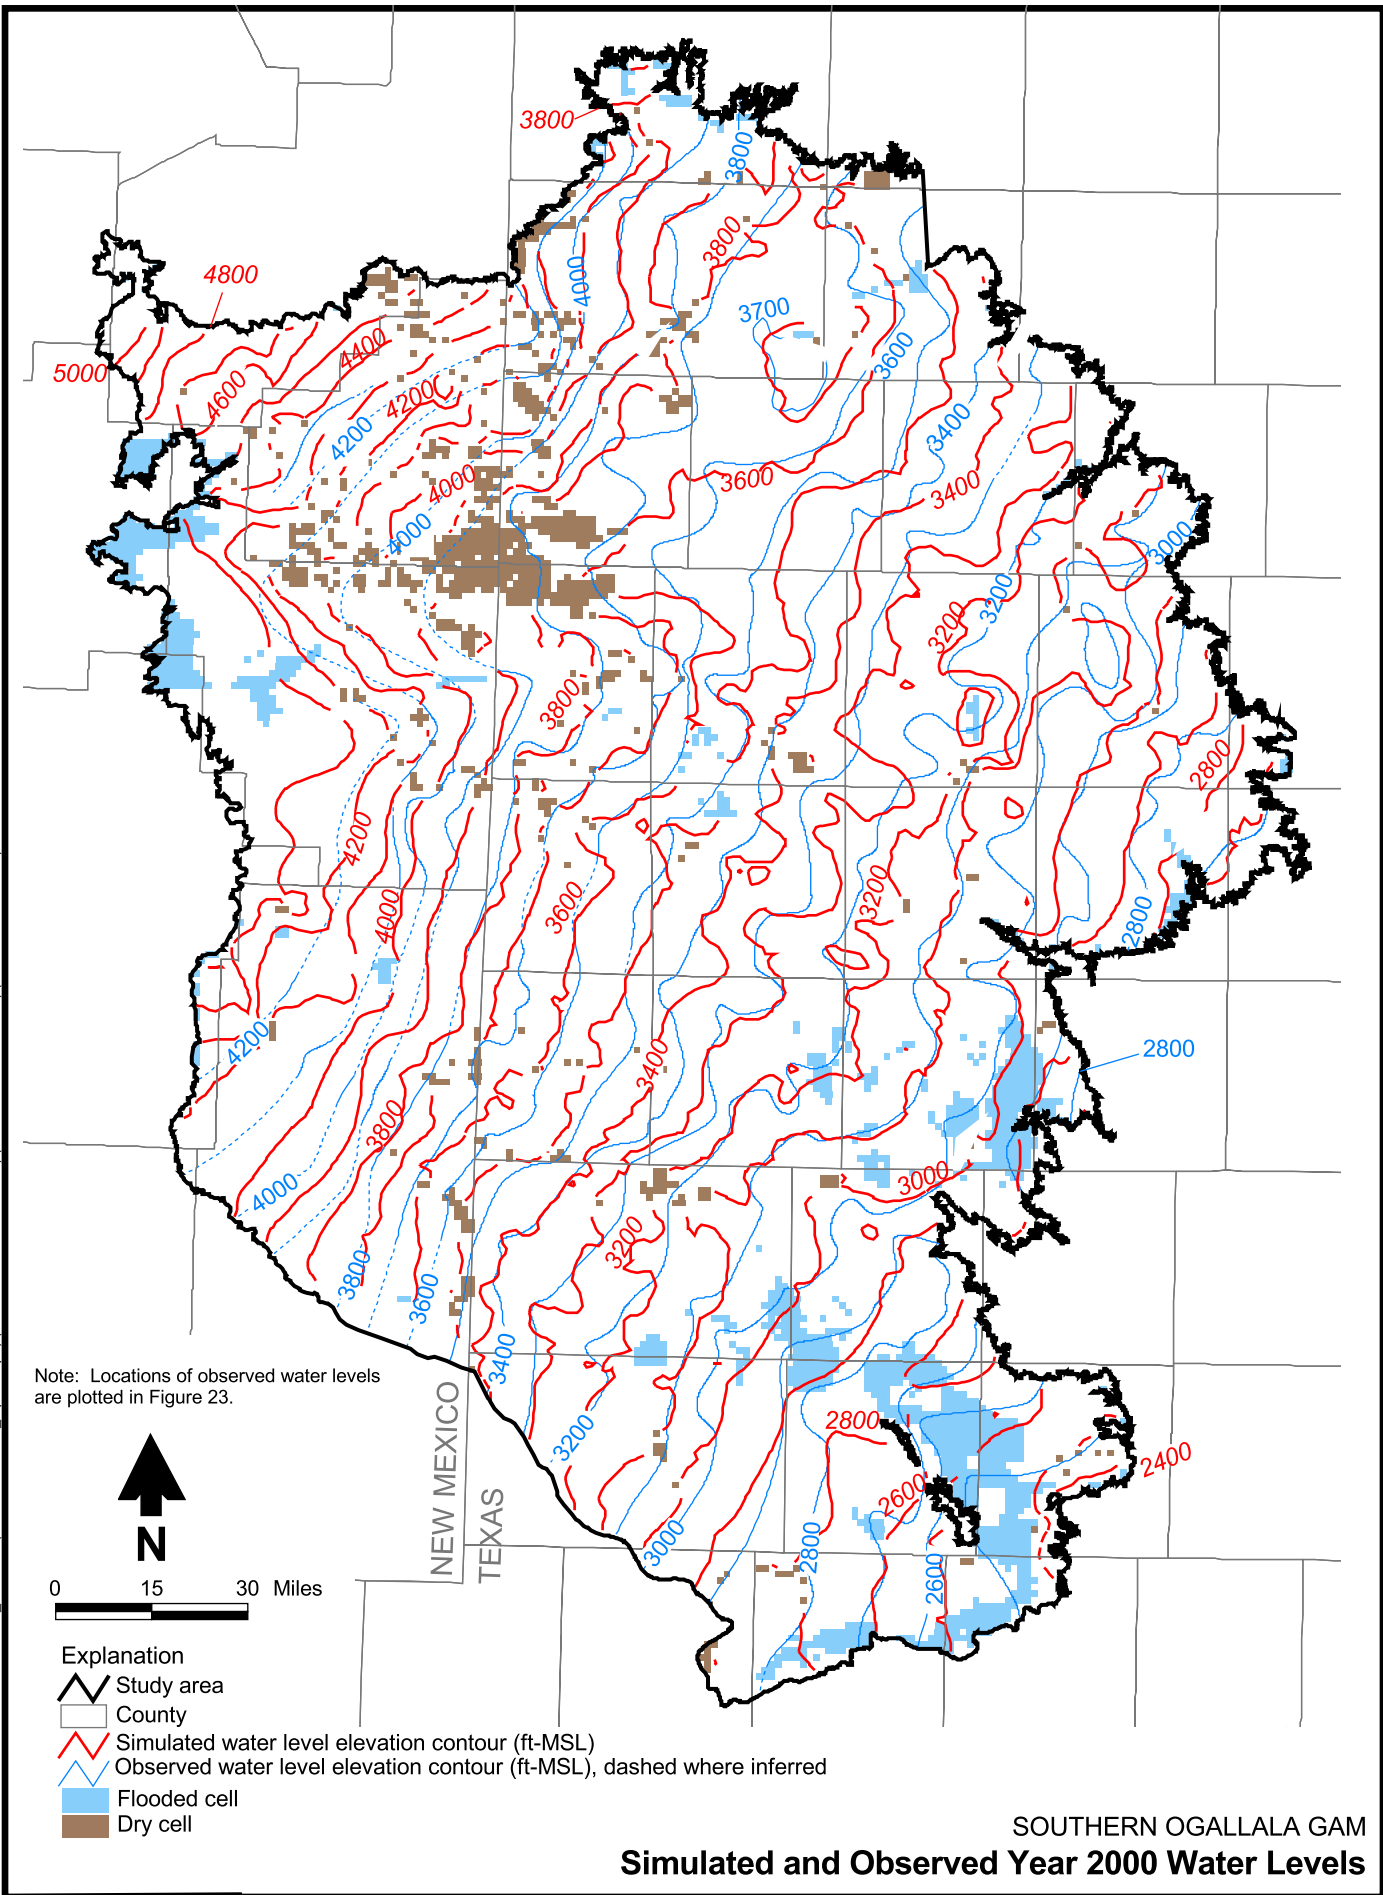 3800
3800
4800
3800
4000
3700
5000
4400
3600
4600
4200
4200
3400
3600
3400
4000
4000
3000
3200
3200
3800
2800
4200
3200
4000
3600
2800
4200
2800
3400
3800
3000
4000
3200
3800
3600
3400
Note: Locations of observed water levels
are plotted in Figure 23.
2800
3200
2400
2600
NEW MEXICO
TEXAS
3000
2800
2600
N
0 15 30 Miles
Explanation
Study area
County
Simulated water level elevation contour (ft-MSL)
Observed water level elevation contour (ft-MSL), dashed where inferred
Flooded cell
Dry cell
SOUTHERN OGALLALA GAM
Simulated and Observed Year 2000 Water Levels